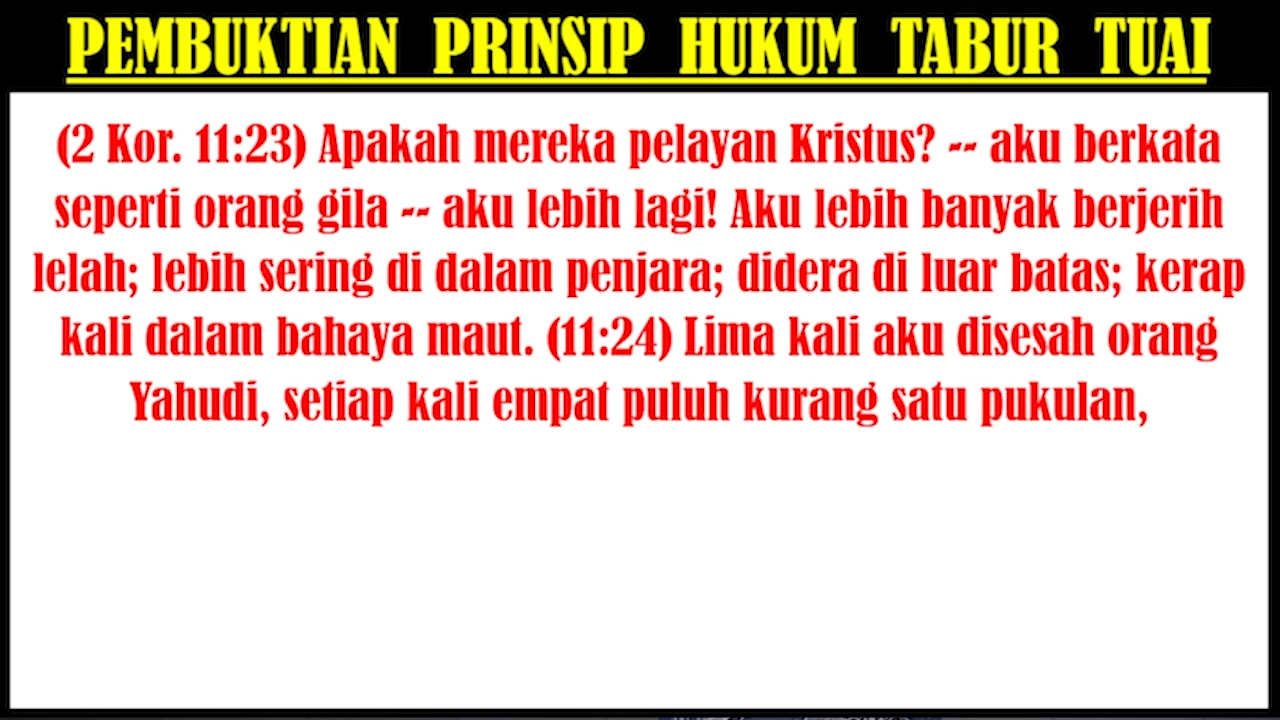 PEMBUKTIAN PRINSIP HUKUM TABUR TUAI
(2 Kor. 11:23) Apakah mereka pelayan Kristus? -- aku berkata
seperti orang gila -- aku lebih lagi! Aku lebih banyak berjerih
lelah; lebih sering di dalam penjara; didera di luar batas; kerap
kali dalam bahaya maut. (11:24) Lima kali aku disesah orang
Yahudi, setiap kali empat puluh kurang satu pukulan,